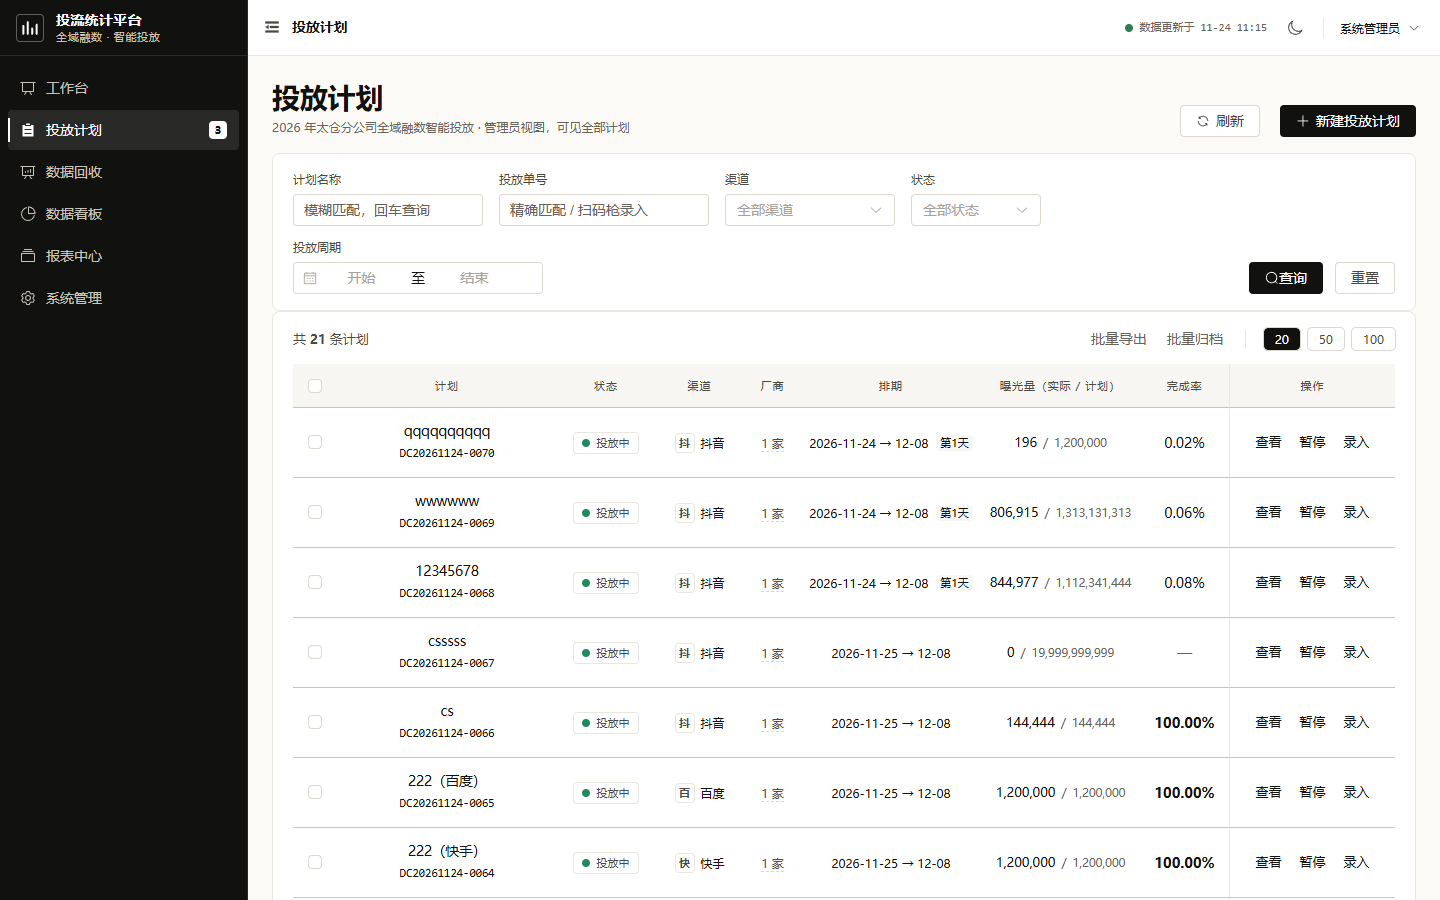 投流统计平台
全域融数 · 智能投放
工作台
投放计划 3
数据回收
数据看板
报表中心
系统管理
投放计划
数据更新于 11-24 11:15
系统管理员
投放计划
2026 年太仓分公司全域融数智能投放 · 管理员视图，可见全部计划
刷新
新建投放计划
计划名称 投放单号 渠道 状态
模糊匹配，回车查询 精确匹配 / 扫码枪录入 全部渠道 全部状态
投放周期
开始 至 结束
查询 重置
共 21 条计划 批量导出 批量归档 20 50 100
计划 状态 渠道 厂商 排期 曝光量（实际 / 计划） 完成率 操作
qqqqqqqqqq
DC20261124-0070
投放中 抖 抖音 1 家 2026-11-24 → 12-08 第1天 196 / 1,200,000 0.02% 查看 暂停 录入
wwwwww
DC20261124-0069
投放中 抖 抖音 1 家 2026-11-24 → 12-08 第1天 806,915 / 1,313,131,313 0.06% 查看 暂停 录入
12345678
DC20261124-0068
投放中 抖 抖音 1 家 2026-11-24 → 12-08 第1天 844,977 / 1,112,341,444 0.08% 查看 暂停 录入
csssss
DC20261124-0067
投放中 抖 抖音 1 家 2026-11-25 → 12-08 0 / 19,999,999,999 — 查看 暂停 录入
cs
DC20261124-0066
投放中 抖 抖音 1 家 2026-11-25 → 12-08 144,444 / 144,444 100.00% 查看 暂停 录入
222（百度）
DC20261124-0065
投放中 百 百度 1 家 2026-11-25 → 12-08 1,200,000 / 1,200,000 100.00% 查看 暂停 录入
222（快手）
DC20261124-0064
投放中 快 快手 1 家 2026-11-25 → 12-08 1,200,000 / 1,200,000 100.00% 查看 暂停 录入